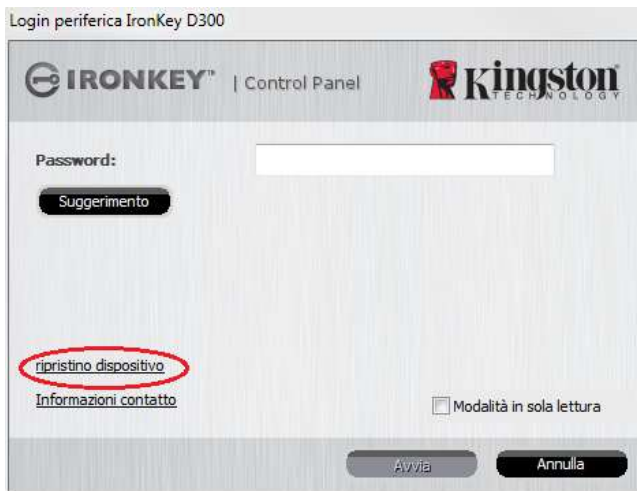 Login periferica IronKey D300
IRONKEY™ | Control Panel
Kingston
TECHNOLOGY
Password:
Suggerimento
ripristino dispositivo
Informazioni contatto
Modalità in sola lettura
Avvia
Annulla